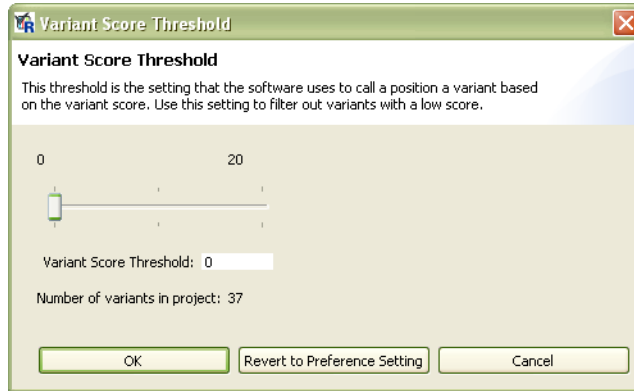 Variant Score Threshold
Variant Score Threshold
This threshold is the setting that the software uses to call a position a variant based
on the variant score. Use this setting to filter out variants with a low score.
0 20
Variant Score Threshold: 0
Number of variants in project: 37
OK Revert to Preference Setting Cancel